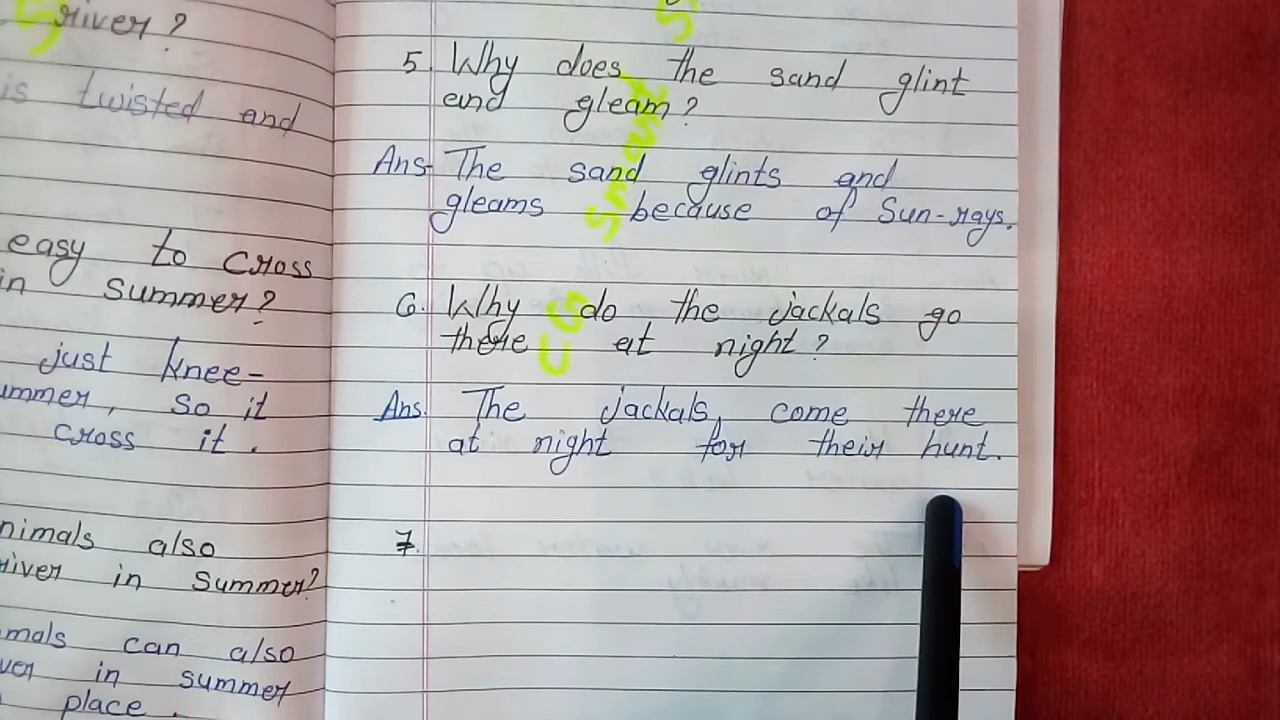 river?
is twisted and
easy to cross
in summer?
just knee-
ummer, so it
cross it.
nimals also
river in summer?
mals can also
ver in summer
place.
5. Why does the sand glint
and gleam?
Ans- The sand glints and
gleams because of Sun-rays.
6. Why do the jackals go
there at night?
Ans. The jackals, come there
at night for their hunt.
7.